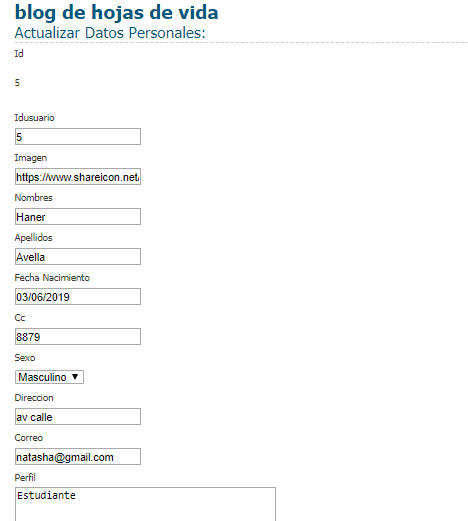 blog de hojas de vida
Actualizar Datos Personales:
Id
5
Idusuario
5
Imagen
https://www.shareicon.net/
Nombres
Haner
Apellidos
Avella
Fecha Nacimiento
03/06/2019
Cc
8879
Sexo
Masculino
Direccion
av calle
Correo
natasha@gmail.com
Perfil
Estudiante